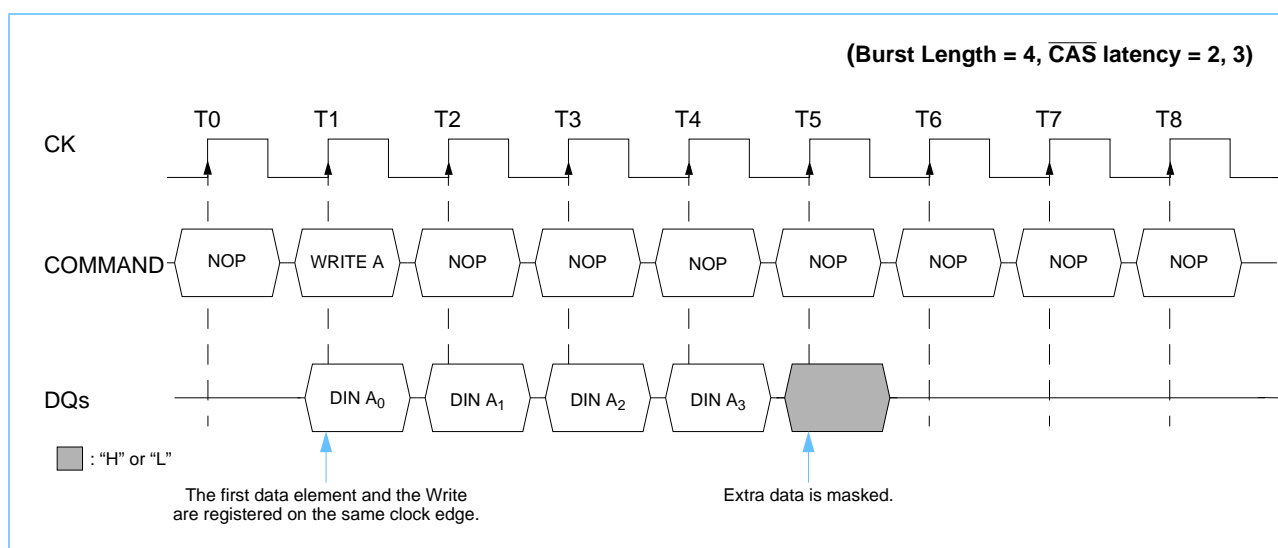 (Burst Length = 4, C̅A̅S̅ latency = 2, 3)
T0 T1 T2 T3 T4 T5 T6 T7 T8
CK
COMMAND NOP WRITE A NOP NOP NOP NOP NOP NOP NOP
DQs DIN A₀ DIN A₁ DIN A₂ DIN A₃
: “H” or “L”
The first data element and the Write
are registered on the same clock edge.
Extra data is masked.